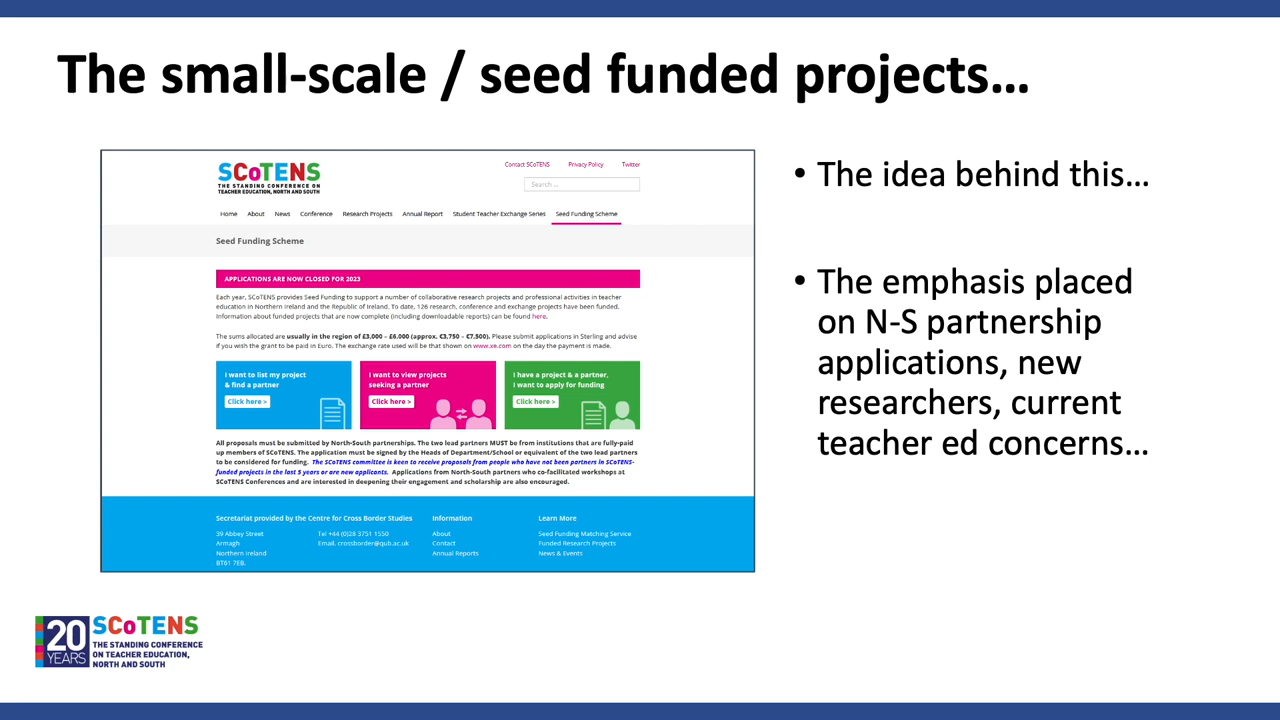 The small-scale / seed funded projects…
SCoTENS
THE STANDING CONFERENCE ON
TEACHER EDUCATION, NORTH AND SOUTH
Contact SCoTENS Privacy Policy Twitter
Search ...
Home About News Conference Research Projects Annual Report Student Teacher Exchange Series Seed Funding Scheme
Seed Funding Scheme
APPLICATIONS ARE NOW CLOSED FOR 2023
Each year, SCoTENS provides Seed Funding to support a number of collaborative research projects and professional activities in teacher
education in Northern Ireland and the Republic of Ireland. To date, 126 research, conference and exchange projects have been funded.
Information about funded projects that are now complete (including downloadable reports) can be found here.
The sums allocated are usually in the region of £3,000 – £6,000 (approx. €3,750 – €7,500). Please submit applications in Sterling and advise
if you wish the grant to be paid in Euro. The exchange rate used will be that shown on www.xe.com on the day the payment is made.
I want to list my project
& find a partner
Click here >
I want to view projects
seeking a partner
Click here >
I have a project & a partner,
I want to apply for funding
Click here >
All proposals must be submitted by North-South partnerships. The two lead partners MUST be from institutions that are fully-paid
up members of SCoTENS. The application must be signed by the Heads of Department/School or equivalent of the two lead partners
to be considered for funding. The SCoTENS committee is keen to receive proposals from people who have not been partners in SCoTENS-
funded projects in the last 5 years or are new applicants. Applications from North-South partners who co-facilitated workshops at
SCoTENS Conferences and are interested in deepening their engagement and scholarship are also encouraged.
Secretariat provided by the Centre for Cross Border Studies
39 Abbey Street
Armagh
Northern Ireland
BT61 7EB.
Tel +44 (0)28 3751 1550
Email. crossborder@qub.ac.uk
Information
About
Contact
Annual Reports
Learn More
Seed Funding Matching Service
Funded Research Projects
News & Events
• The idea behind this…
• The emphasis placed
on N-S partnership
applications, new
researchers, current
teacher ed concerns…
20
YEARS
SCoTENS
THE STANDING CONFERENCE
ON TEACHER EDUCATION,
NORTH AND SOUTH